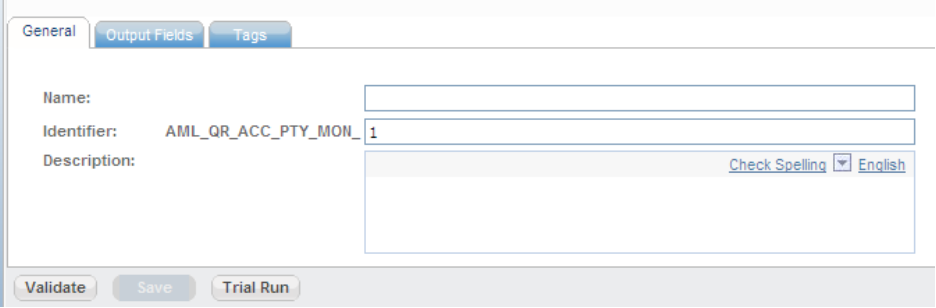 General Output Fields Tags
Name:
Identifier: AML_QR_ACC_PTY_MON_ 1
Description:
Check Spelling English
Validate Save Trial Run